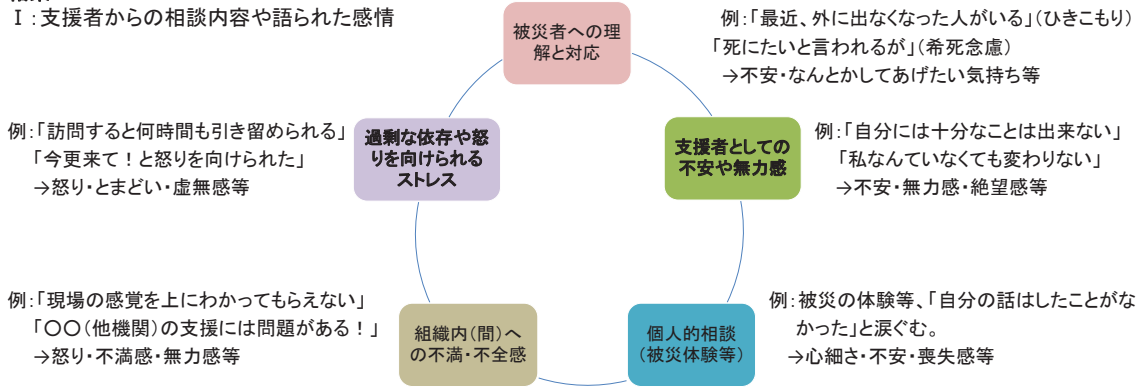 Ⅰ:支援者からの相談内容や語られた感情
被災者への理
解と対応
例:「最近、外に出なくなった人がいる」(ひきこもり)
「死にたいと言われるが」(希死念慮)
→不安・なんとかしてあげたい気持ち等
例:「訪問すると何時間も引き留められる」
「今更来て!と怒りを向けられた」
→怒り・とまどい・虚無感等
過剰な依存や怒
りを向けられる
ストレス
支援者としての
不安や無力感
例:「自分には十分なことは出来ない」
「私なんていなくても変わりない」
→不安・無力感・絶望感等
例:「現場の感覚を上にわかってもらえない」
「〇〇(他機関)の支援には問題がある!」
→怒り・不満感・無力感等
組織内(間)へ
の不満・不全感
個人的相談
(被災体験等)
例:被災の体験等、「自分の話はしたことがな
かった」と涙ぐむ。
→心細さ・不安・喪失感等